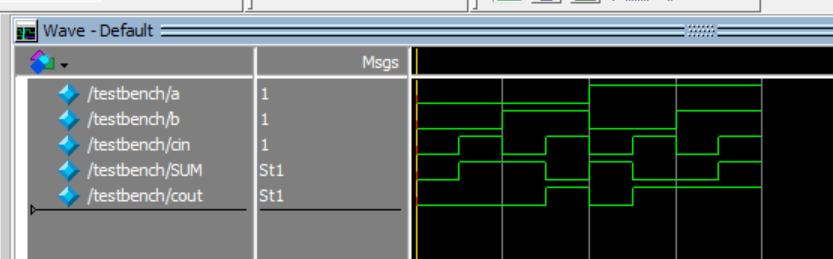 Wave - Default
Msgs
/testbench/a 1
/testbench/b 1
/testbench/cin 1
/testbench/SUM St1
/testbench/cout St1